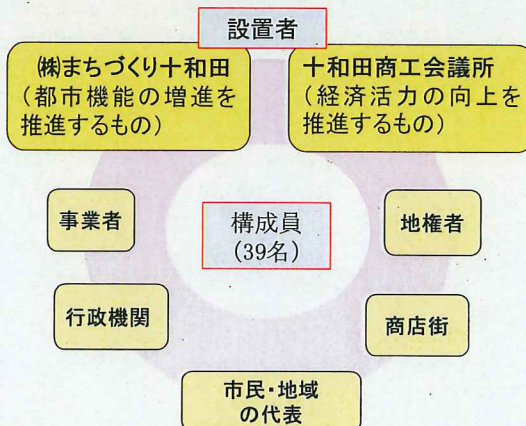 設置者
㈱まちづくり十和田
（都市機能の増進を
推進するもの）
十和田商工会議所
（経済活力の向上を
推進するもの）
事業者
構成員
(39名)
地権者
行政機関
商店街
市民・地域
の代表